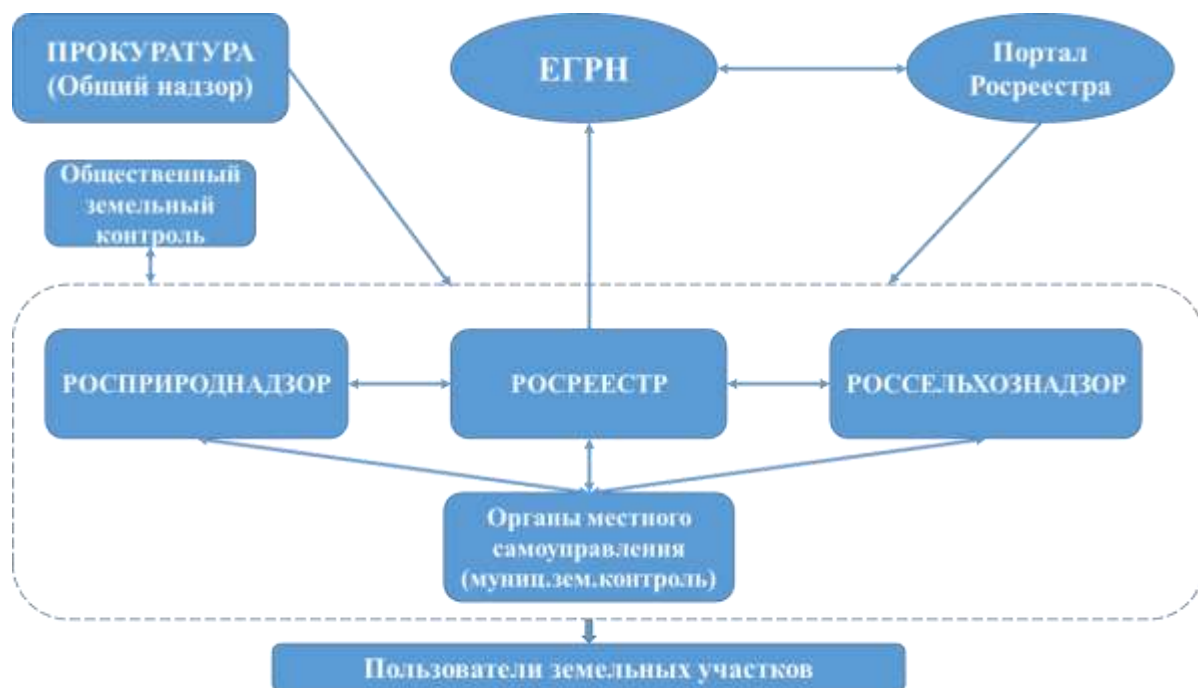 ПРОКУРАТУРА
(Общий надзор)
ЕГРН
Портал
Росреестра
Общественный
земельный
контроль
РОСПРИРОДНАДЗОР
РОСРЕЕСТР
РОССЕЛЬХОЗНАДЗОР
Органы местного
самоуправления
(муниц.зем.контроль)
Пользователи земельных участков